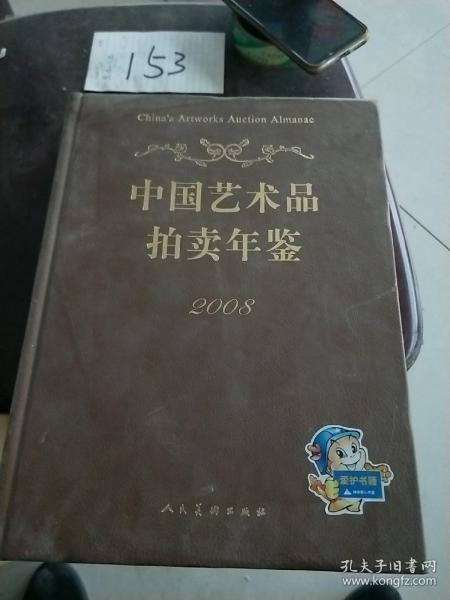 153
China's Artworks Auction Almanac
中国艺术品
拍卖年鉴
2008
爱护书籍
人民美术出版社
孔夫子旧书网
www.kongfz.com